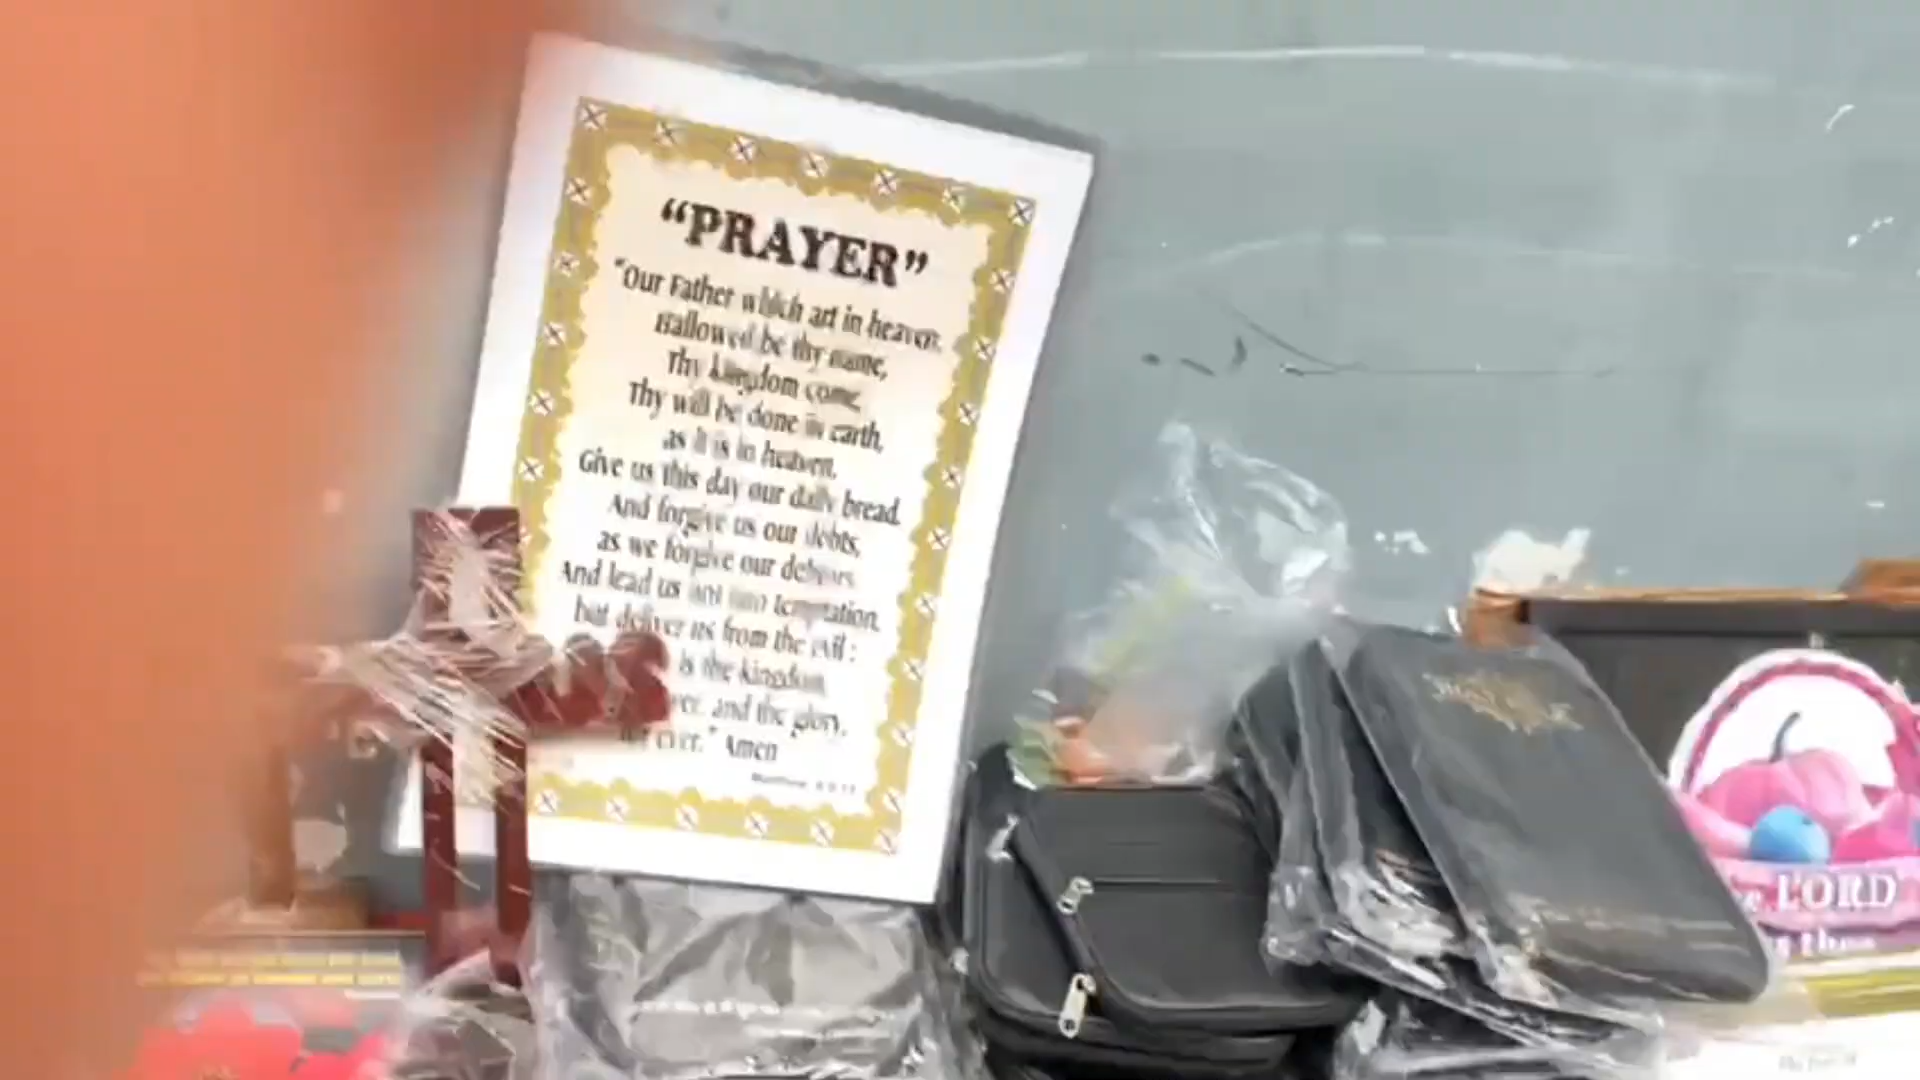 “PRAYER”
“Our Father which art in heaven,
Hallowed be thy name,
Thy kingdom come,
Thy will be done in earth,
as it is in heaven.
Give us this day our daily bread.
And forgive us our debts,
as we forgive our debtors.
And lead us not into temptation,
but deliver us from the evil :
is the kingdom
and the glory,
ever.” Amen
LORD